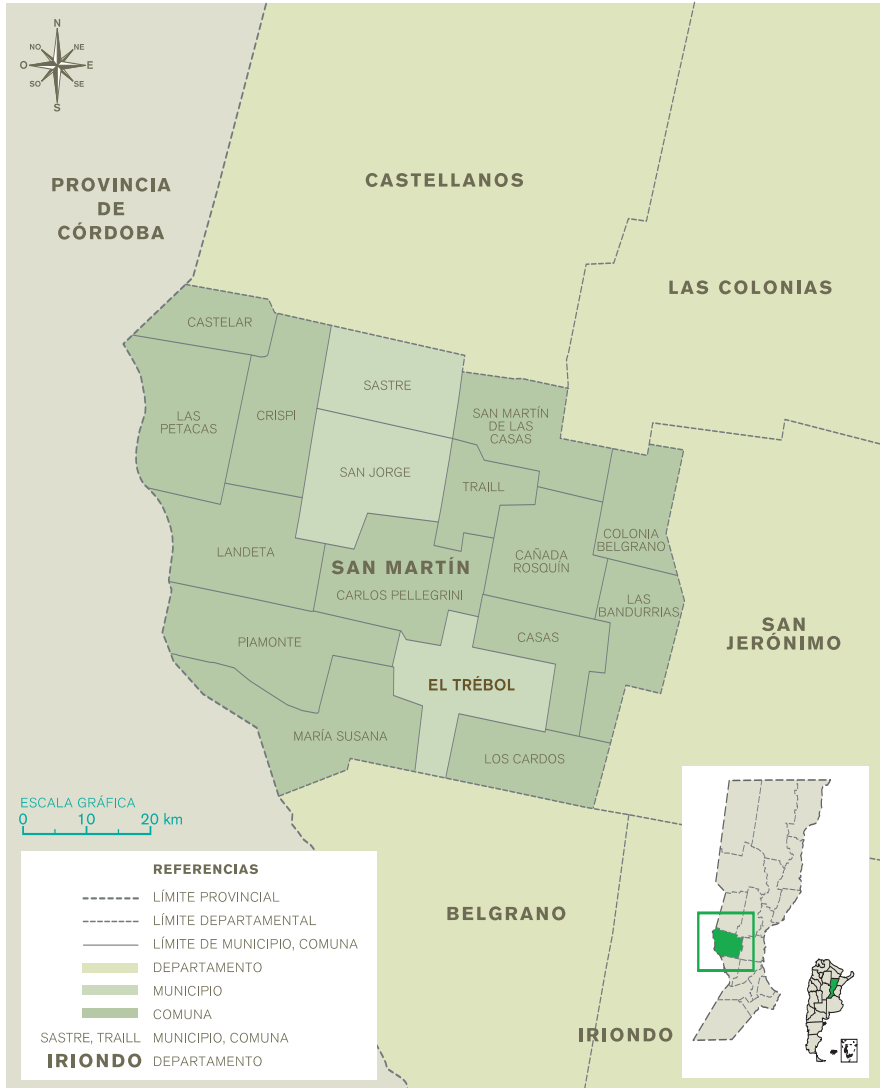 N
NO
NE
O
E
SO
SE
S
PROVINCIA
DE
CÓRDOBA
CASTELLANOS
LAS COLONIAS
CASTELAR
SASTRE
LAS
PETACAS
CRISPI
SAN MARTÍN
DE LAS
CASAS
SAN JORGE
TRAILL
LANDETA
COLONIA
BELGRANO
CAÑADA
ROSQUÍN
SAN MARTÍN
CARLOS PELLEGRINI
LAS
BANDURRIAS
SAN
JERÓNIMO
PIAMONTE
CASAS
EL TRÉBOL
MARÍA SUSANA
LOS CARDOS
ESCALA GRÁFICA
0 10 20 km
REFERENCIAS
LÍMITE PROVINCIAL
LÍMITE DEPARTAMENTAL
LÍMITE DE MUNICIPIO, COMUNA
DEPARTAMENTO
MUNICIPIO
COMUNA
SASTRE, TRAILL MUNICIPIO, COMUNA
IRIONDO DEPARTAMENTO
BELGRANO
IRIONDO